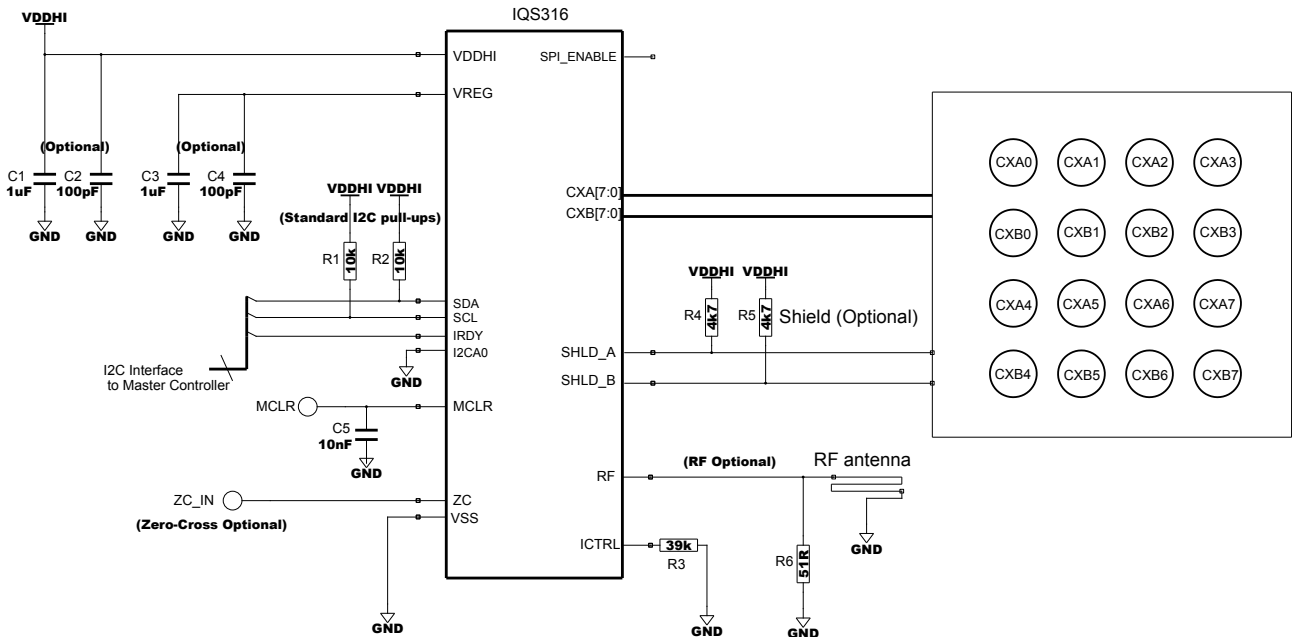 IQS316
VDDHI
VDDHI
SPI_ENABLE
VREG
(Optional)
(Optional)
C1
1uF
C2
100pF
C3
1uF
C4
100pF
GND
GND
GND
GND
VDDHI
VDDHI
(Standard I2C pull-ups)
R1
10k
R2
10k
SDA
SCL
IRDY
I2CA0
GND
I2C Interface
to Master Controller
MCLR
MCLR
C5
10nF
GND
ZC_IN
ZC
(Zero-Cross Optional)
VSS
GND
CXA[7:0]
CXB[7:0]
VDDHI
VDDHI
R4
4k7
R5
4k7
Shield (Optional)
SHLD_A
SHLD_B
RF
(RF Optional)
RF antenna
GND
ICTRL
39k
R3
GND
R6
51R
GND
CXA0
CXA1
CXA2
CXA3
CXB0
CXB1
CXB2
CXB3
CXA4
CXA5
CXA6
CXA7
CXB4
CXB5
CXB6
CXB7